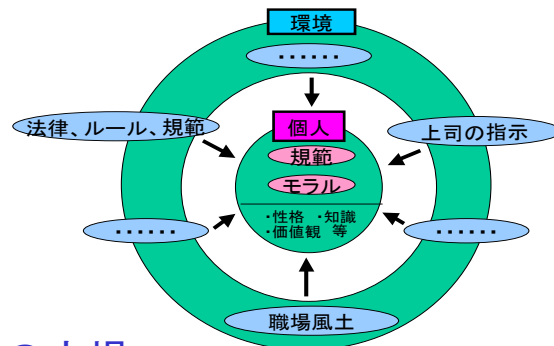 環境
・・・・・・
法律、ルール、規範
個人
上司の指示
規範
モラル
・性格 ・知識
・価値観 等
・・・・・・
・・・・・・
職場風土